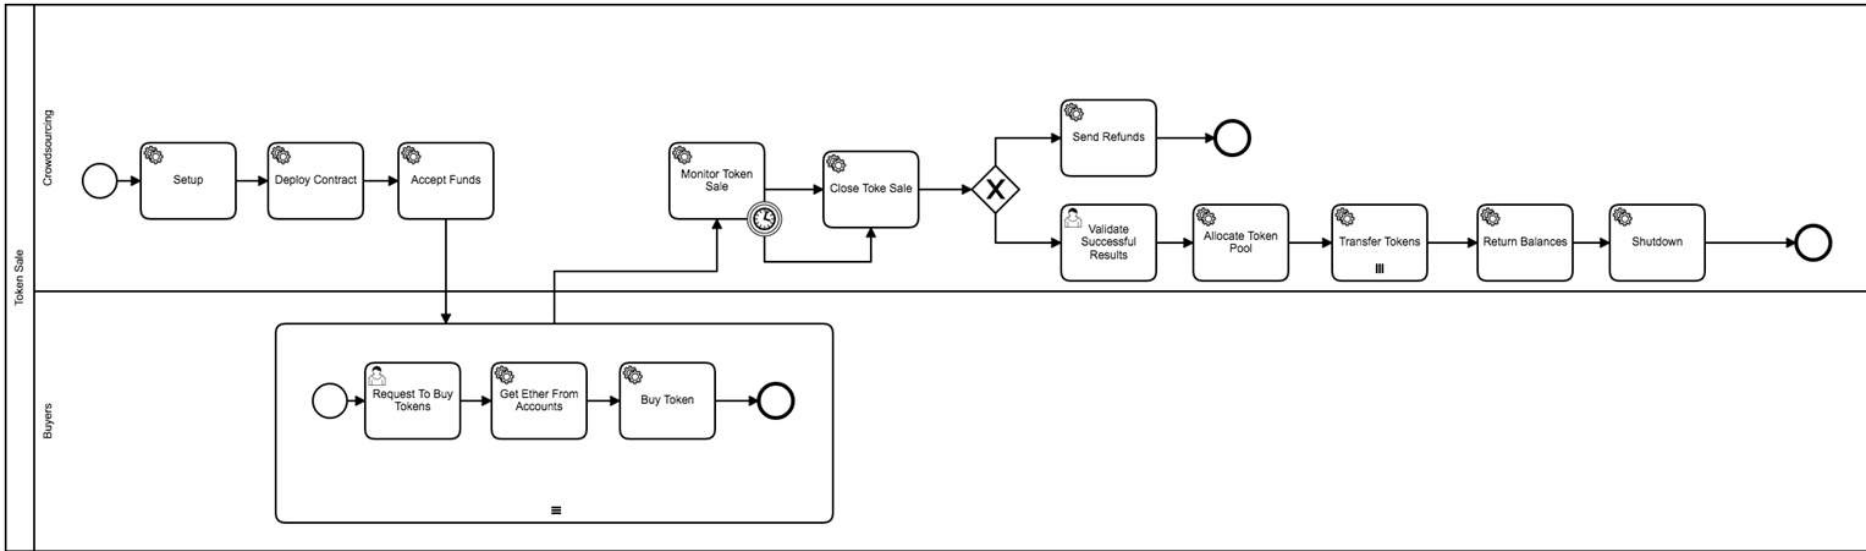 Token Sale
Crowdsourcing
Setup
Deploy Contract
Accept Funds
Monitor Token
Sale
Close Toke Sale
X
Send Refunds
Validate
Successful
Results
Allocate Token
Pool
Transfer Tokens
Return Balances
Shutdown
Buyers
Request To Buy
Tokens
Get Ether From
Accounts
Buy Token